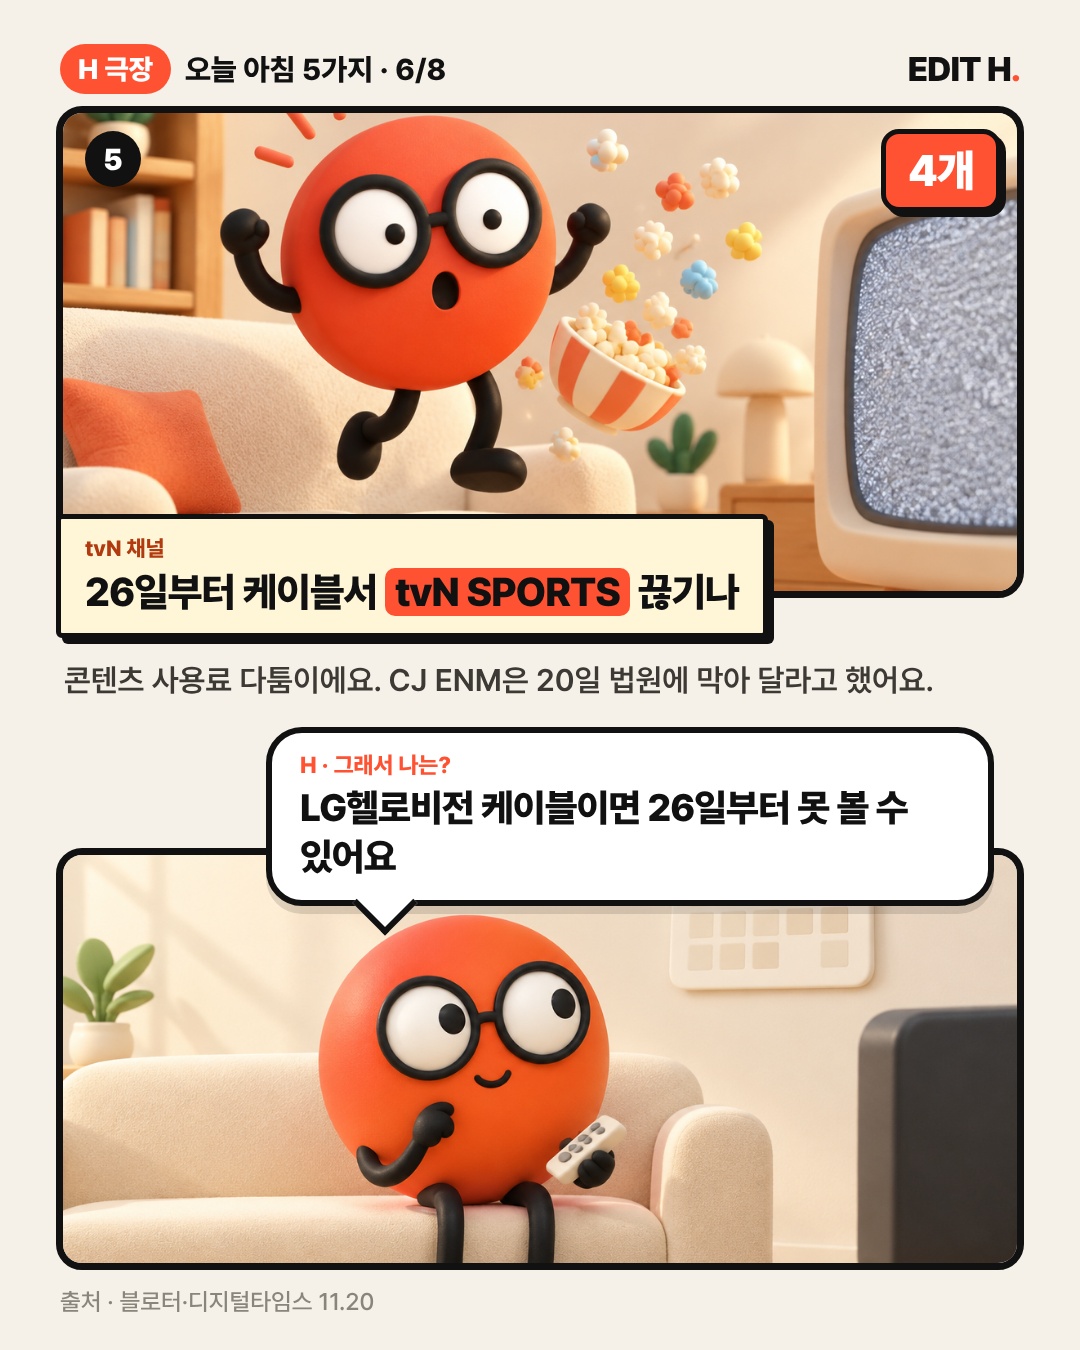 H 극장
오늘 아침 5가지 · 6/8
EDIT H.
5
4개
tvN 채널
26일부터 케이블서 tvN SPORTS 끊기나
콘텐츠 사용료 다툼이에요. CJ ENM은 20일 법원에 막아 달라고 했어요.
H · 그래서 나는?
LG헬로비전 케이블이면 26일부터 못 볼 수
있어요
출처 · 블로터·디지털타임스 11.20